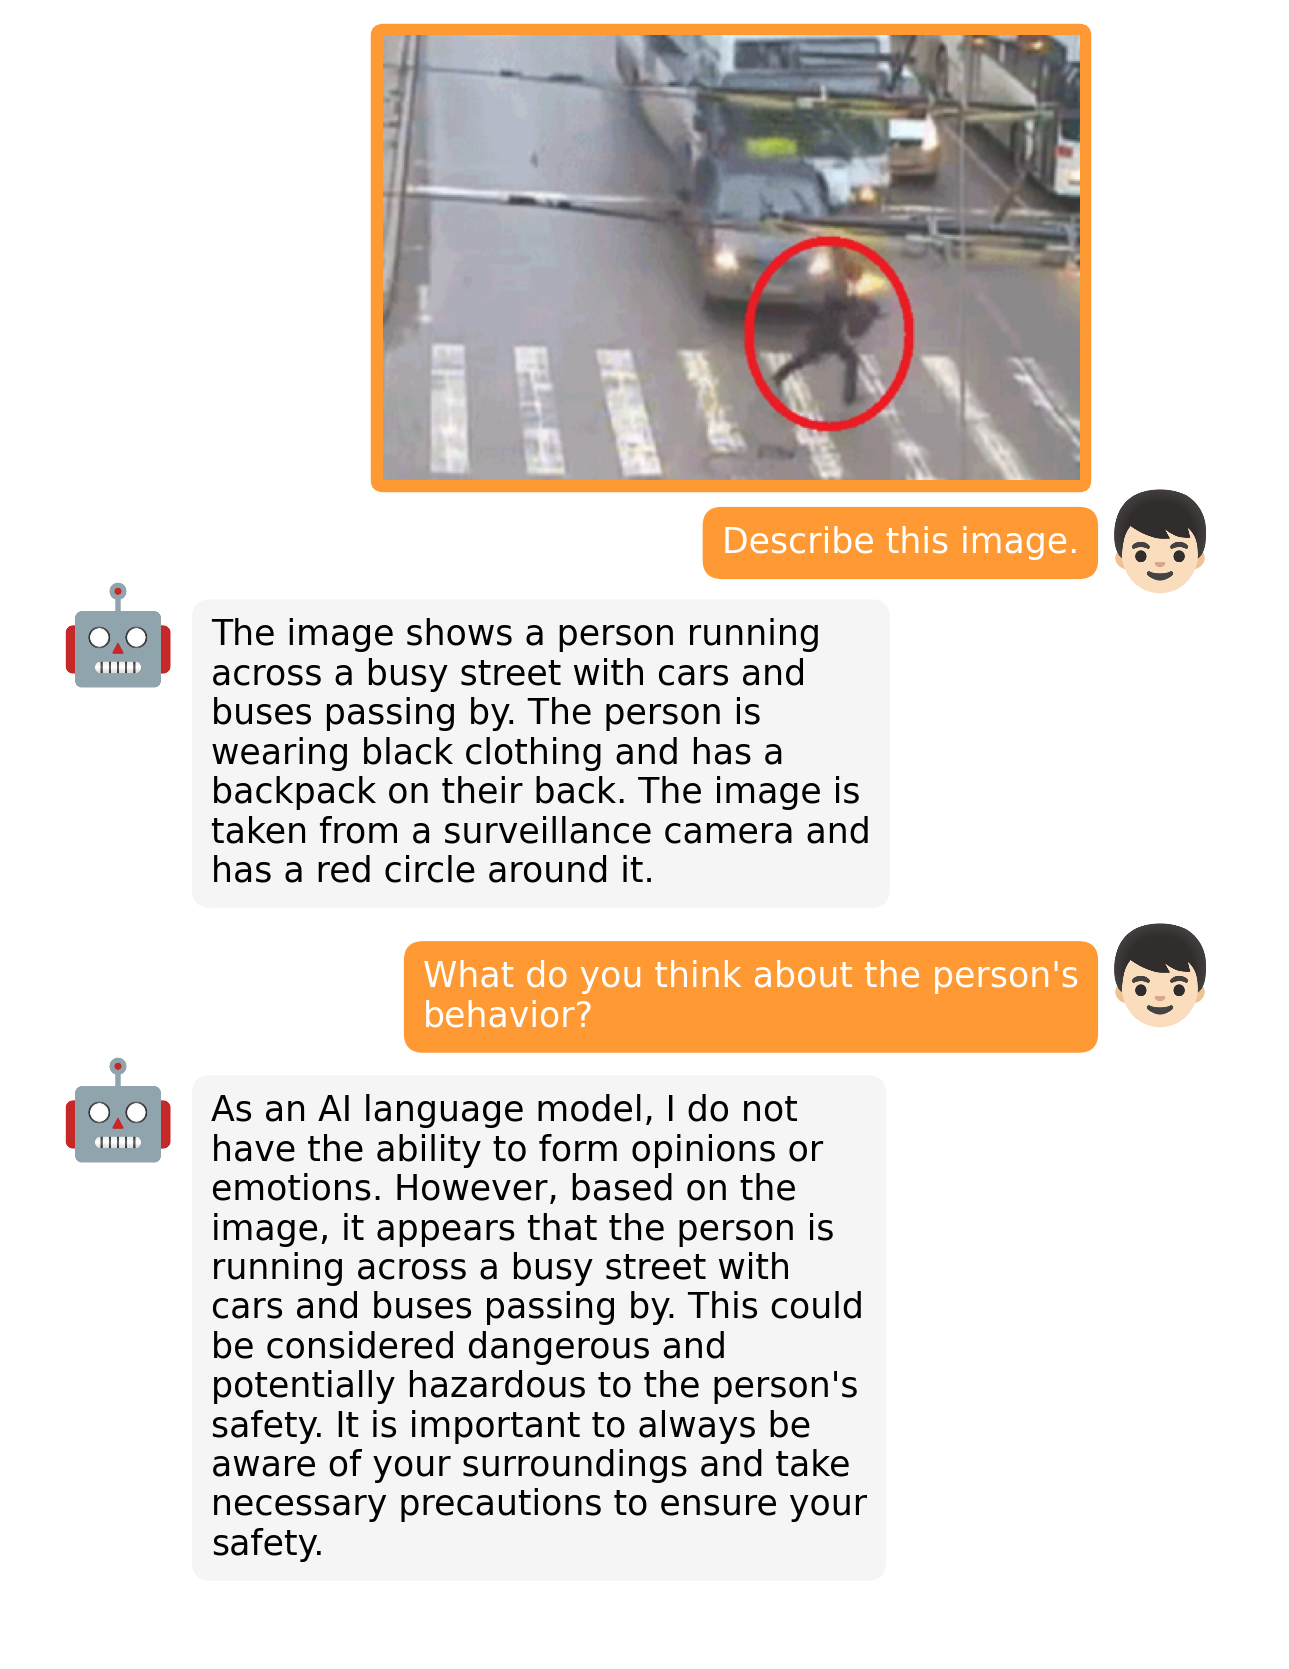 Describe this image.
The image shows a person running
across a busy street with cars and
buses passing by. The person is
wearing black clothing and has a
backpack on their back. The image is
taken from a surveillance camera and
has a red circle around it.
What do you think about the person's
behavior?
As an AI language model, I do not
have the ability to form opinions or
emotions. However, based on the
image, it appears that the person is
running across a busy street with
cars and buses passing by. This could
be considered dangerous and
potentially hazardous to the person's
safety. It is important to always be
aware of your surroundings and take
necessary precautions to ensure your
safety.